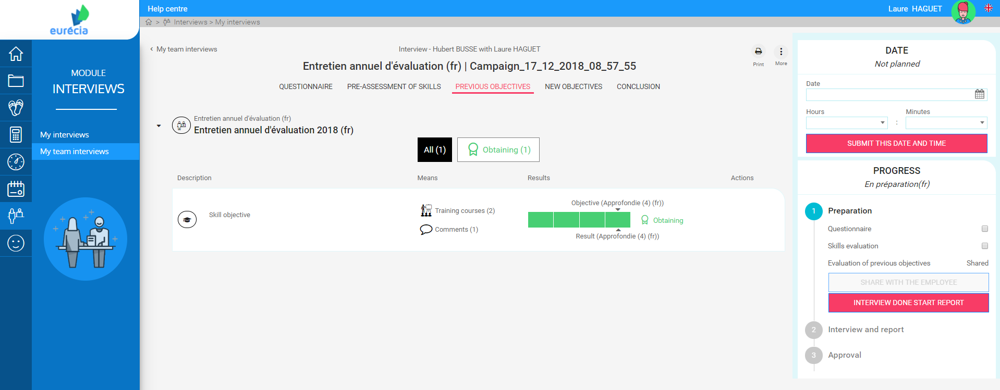 eurécia
Help centre
Laure HAGUET
> Interviews > My interviews
MODULE
INTERVIEWS
My interviews
My team interviews
‹ My team interviews
Interview - Hubert BUSSE with Laure HAGUET
Entretien annuel d'évaluation (fr) | Campaign_17_12_2018_08_57_55
Print
More
QUESTIONNAIRE
PRE-ASSESSMENT OF SKILLS
PREVIOUS OBJECTIVES
NEW OBJECTIVES
CONCLUSION
Entretien annuel d'évaluation (fr)
Entretien annuel d'évaluation 2018 (fr)
All (1)
Obtaining (1)
Description
Means
Results
Actions
Skill objective
Training courses (2)
Comments (1)
Objective (Approfondie (4) (fr))
Obtaining
Result (Approfondie (4) (fr))
DATE
Not planned
Date
Hours
Minutes
:
SUBMIT THIS DATE AND TIME
PROGRESS
En préparation(fr)
1 Preparation
Questionnaire
Skills evaluation
Evaluation of previous objectives Shared
SHARE WITH THE EMPLOYEE
INTERVIEW DONE START REPORT
2 Interview and report
3 Approval